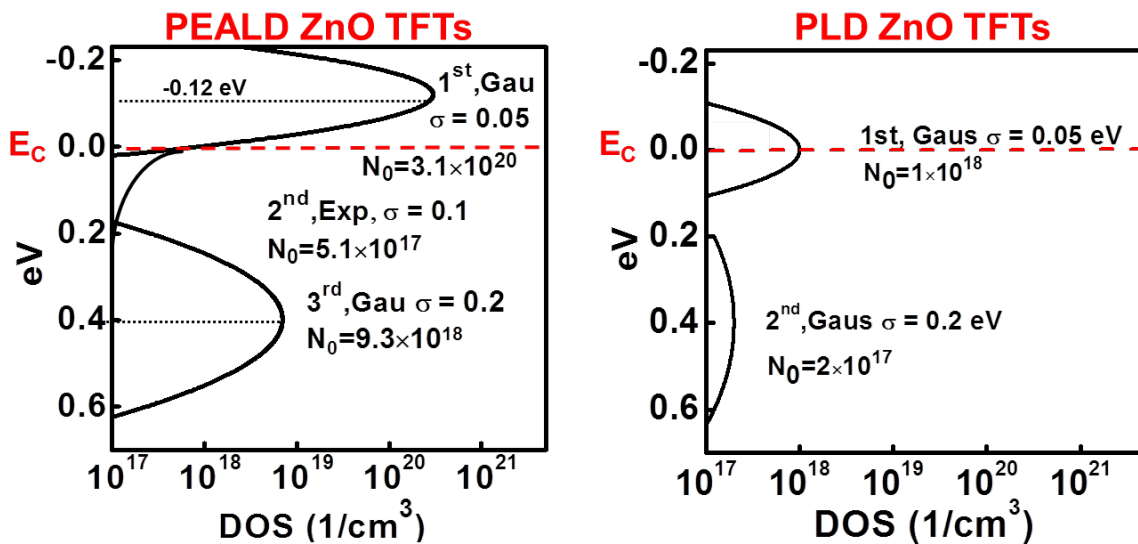 PEALD ZnO TFTs
-0.2
-0.12 eV
1st,Gau
σ = 0.05
EC
0.0
N0=3.1×10^20
0.2
2nd,Exp, σ = 0.1
N0=5.1×10^17
eV
3rd,Gau σ = 0.2
0.4
N0=9.3×10^18
0.6
10^17 10^18 10^19 10^20 10^21
DOS (1/cm^3)
PLD ZnO TFTs
-0.2
EC
0.0
1st, Gaus σ = 0.05 eV
N0=1×10^18
0.2
eV
0.4
2nd,Gaus σ = 0.2 eV
N0=2×10^17
0.6
10^17 10^18 10^19 10^20 10^21
DOS (1/cm^3)